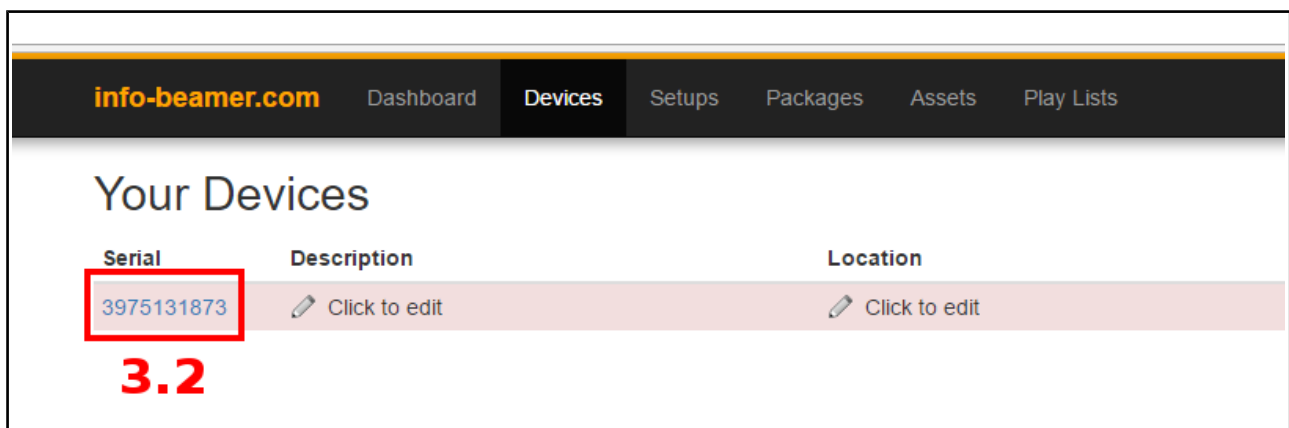 info-beamer.com Dashboard Devices Setups Packages Assets Play Lists
Your Devices
Serial Description Location
3975131873 Click to edit Click to edit
3.2